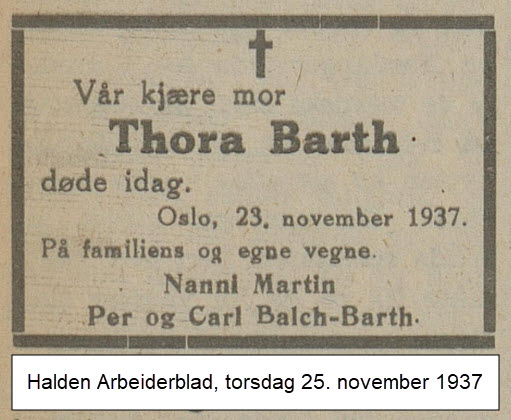 Vår kjære mor
Thora Barth
døde idag.
Oslo, 23. november 1937.
På familiens og egne vegne.
Nanni Martin
Per og Carl Balch-Barth.
Halden Arbeiderblad, torsdag 25. november 1937